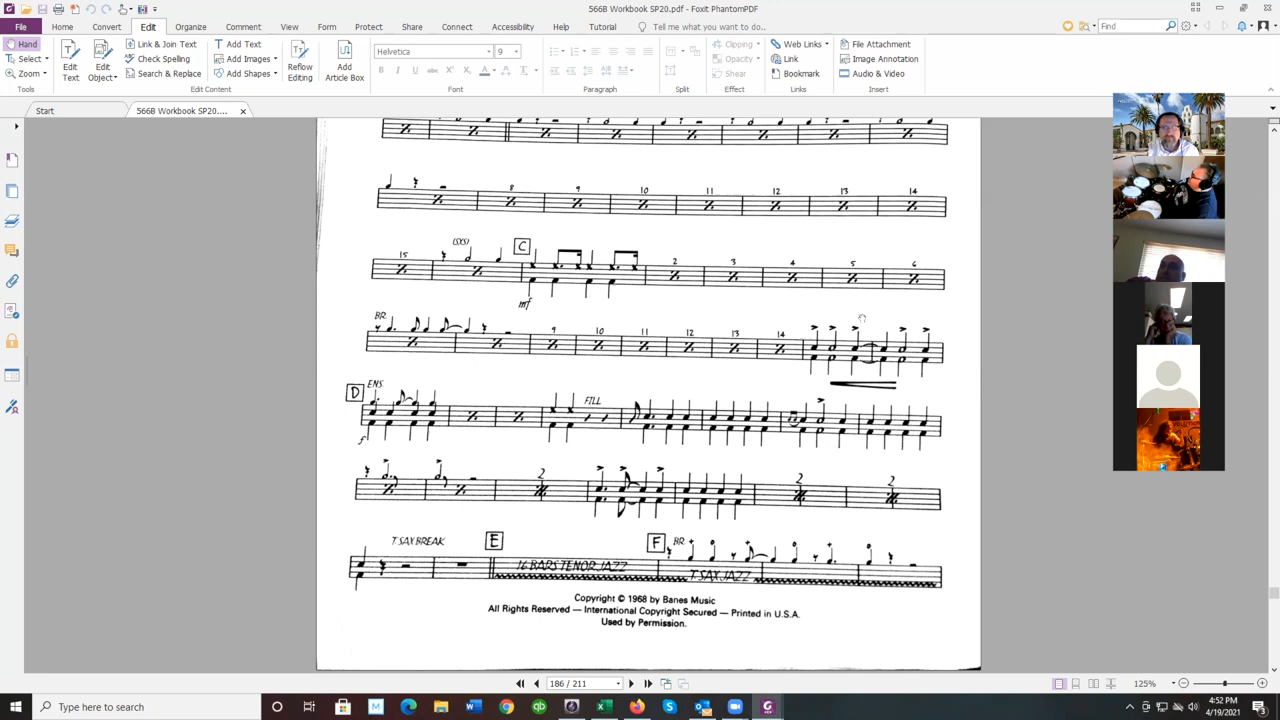 566B Workbook SP20.pdf - Foxit PhantomPDF
File Home Convert Edit Organize Comment View Form Protect Share Connect Accessibility Help Tutorial Tell me what you want to do... Find
Hand
Select
Zoom
Tools
Edit Text
Edit Object
Link & Join Text
Check Spelling
Search & Replace
Add Text
Add Images
Add Shapes
Edit Content
Reflow Editing
Add Article Box
Helvetica 9
Font
Paragraph
Split
Clipping
Opacity
Shear
Effect
Web Links
Link
Bookmark
Links
File Attachment
Image Annotation
Audio & Video
Insert
Start 566B Workbook SP20....
8 9 10 11 12 13 14
15 (SXS) C 2 3 4 5 6
mf
BR. 9 10 11 12 13 14
D ENS. FILL
f
2 2 2
T. SAX BREAK E 16 BARS TENOR JAZZ F BR. T. SAX JAZZ
Copyright © 1968 by Banes Music
All Rights Reserved — International Copyright Secured — Printed in U.S.A.
Used by Permission.
186 / 211 125%
Type here to search
4:52 PM
4/19/2021